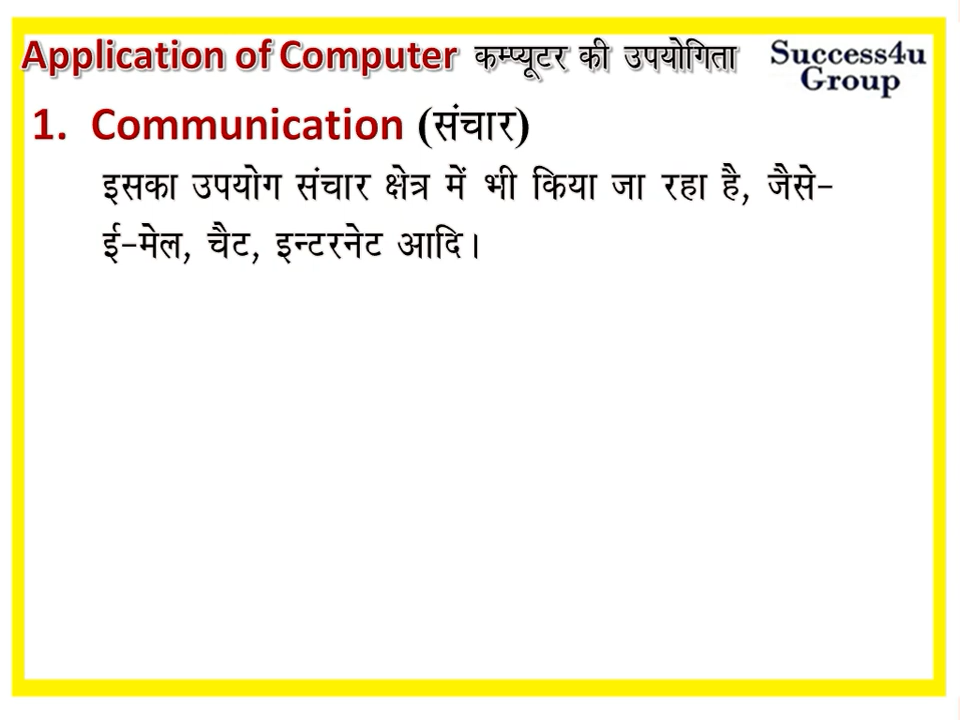 Application of Computer कम्प्यूटर की उपयोगिता
Success4u
Group
1. Communication (संचार)
इसका उपयोग संचार क्षेत्र में भी किया जा रहा है, जैसे-
ई-मेल, चैट, इन्टरनेट आदि।